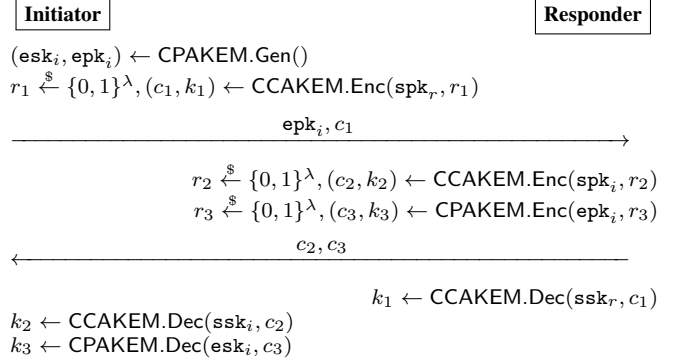 Initiator Responder
(esk_i, epk_i) ← CPAKEM.Gen()
r_1 ←$ {0, 1}^λ, (c_1, k_1) ← CCAKEM.Enc(spk_r, r_1)
epk_i, c_1
r_2 ←$ {0, 1}^λ, (c_2, k_2) ← CCAKEM.Enc(spk_i, r_2)
r_3 ←$ {0, 1}^λ, (c_3, k_3) ← CPAKEM.Enc(epk_i, r_3)
c_2, c_3
k_1 ← CCAKEM.Dec(ssk_r, c_1)
k_2 ← CCAKEM.Dec(ssk_i, c_2)
k_3 ← CPAKEM.Dec(esk_i, c_3)